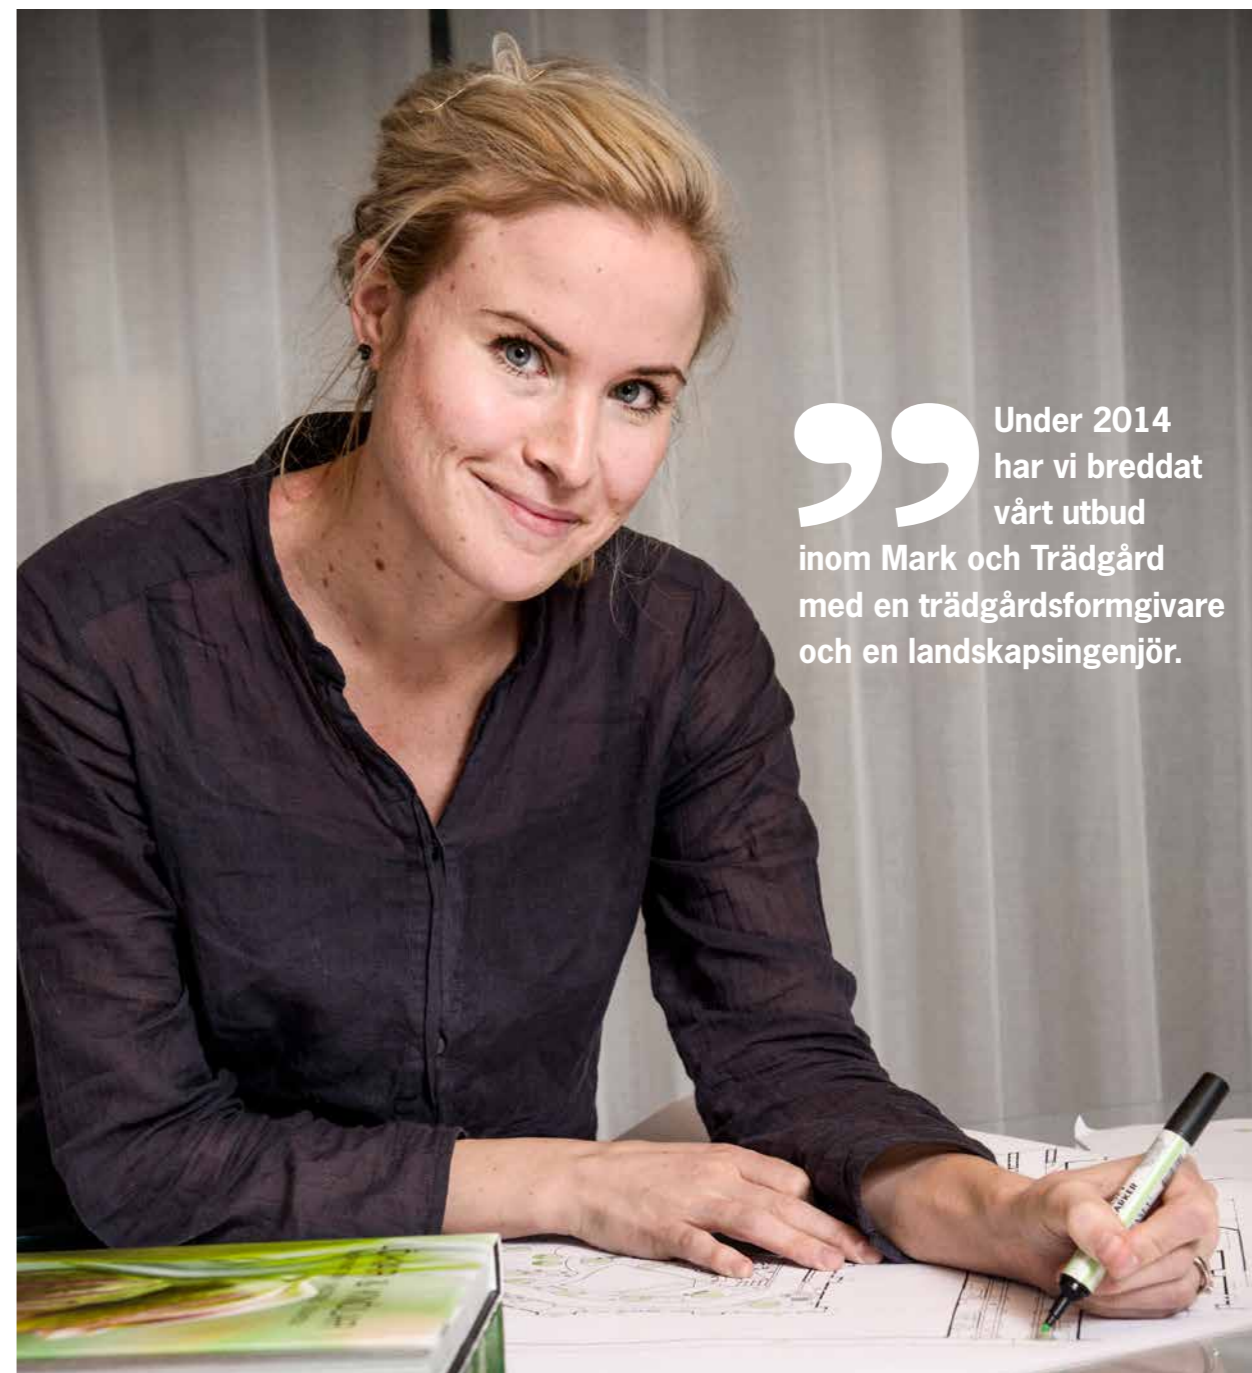 ”
Under 2014
har vi breddat
vårt utbud
inom Mark och Trädgård
med en trädgårdsformgivare
och en landskapsingenjör.